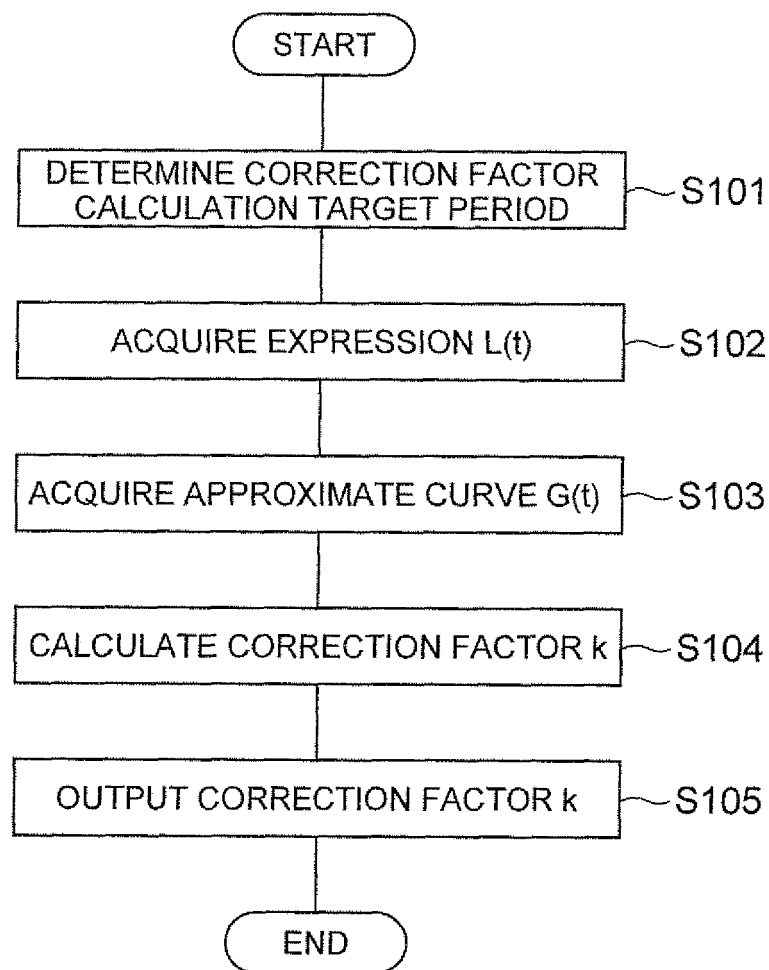 START
DETERMINE CORRECTION FACTOR
CALCULATION TARGET PERIOD
S101
ACQUIRE EXPRESSION L(t)
S102
ACQUIRE APPROXIMATE CURVE G(t)
S103
CALCULATE CORRECTION FACTOR k
S104
OUTPUT CORRECTION FACTOR k
S105
END